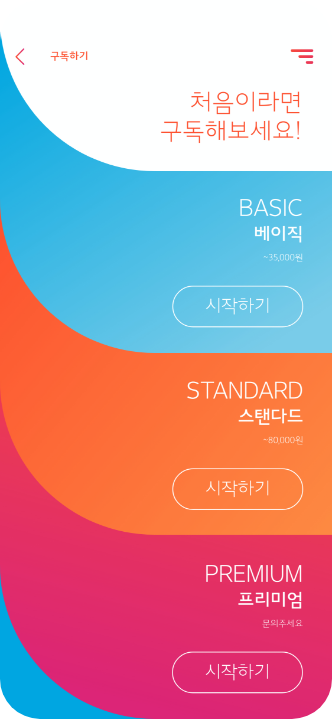 구독하기
처음이라면
구독해보세요!
BASIC
베이직
~35,000원
시작하기
STANDARD
스탠다드
~80,000원
시작하기
PREMIUM
프리미엄
문의주세요
시작하기